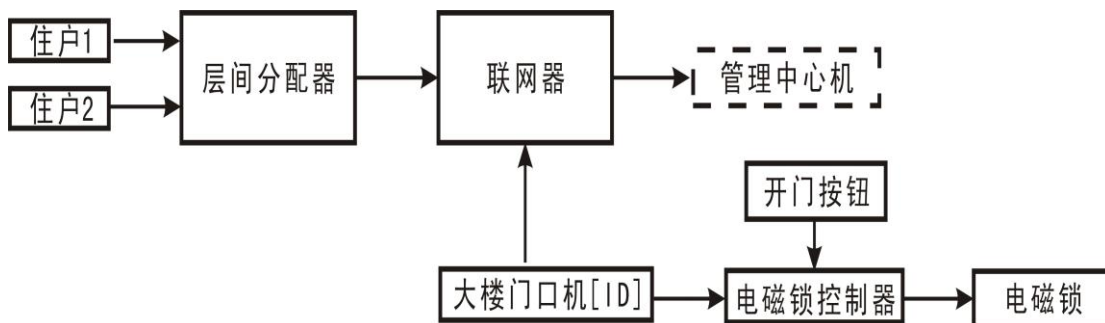 住户1
层间分配器
联网器
管理中心机
住户2
开门按钮
大楼门口机[ID]
电磁锁控制器
电磁锁